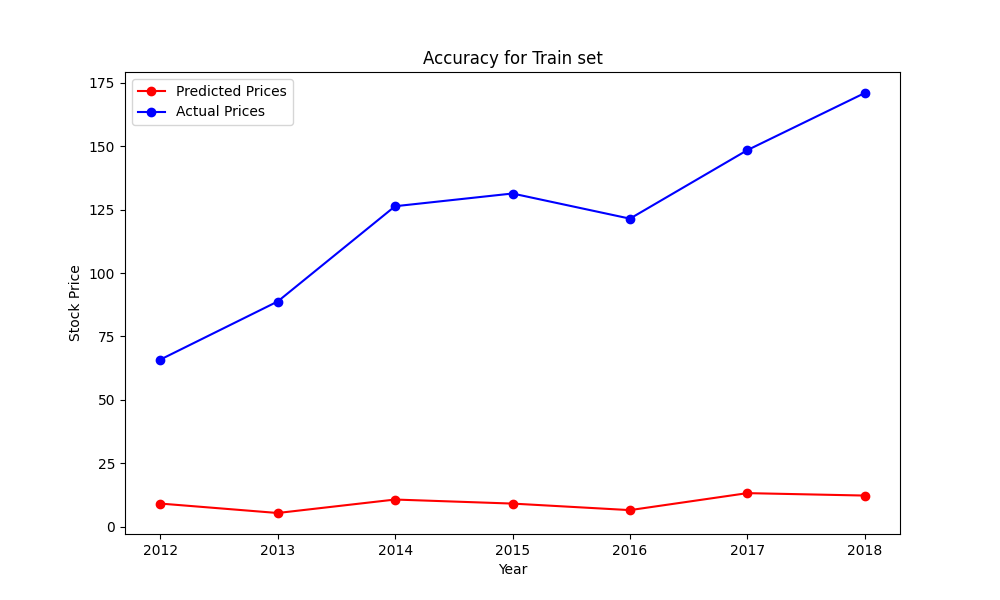 Accuracy for Train set
Predicted Prices
Actual Prices
175
150
125
100
75
50
25
0
Stock Price
2012 2013 2014 2015 2016 2017 2018
Year